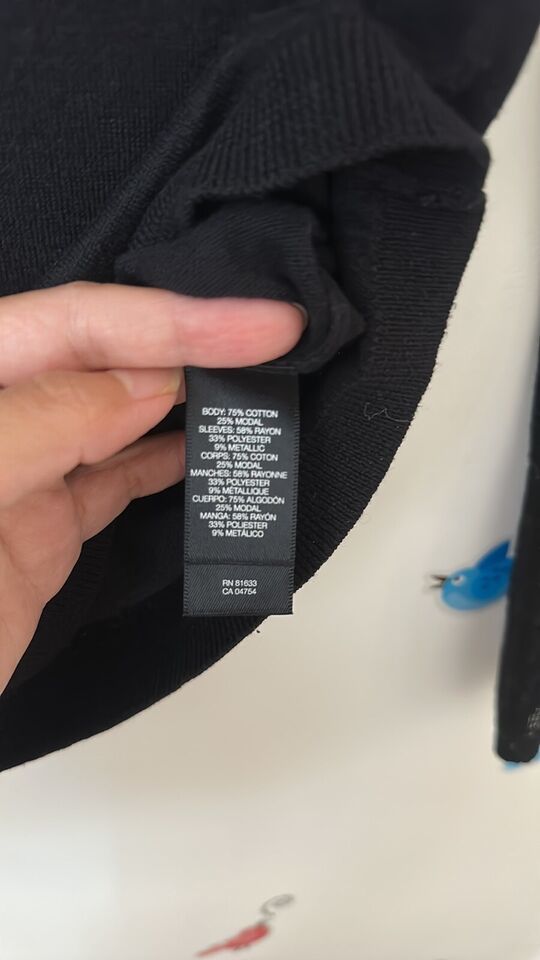 BODY: 75% COTTON
25% MODAL
SLEEVES: 58% RAYON
33% POLYESTER
9% METALLIC
CORPS: 75% COTON
25% MODAL
MANCHES: 58% RAYONNE
33% POLYESTER
9% MÉTALLIQUE
CUERPO: 75% ALGODÓN
25% MODAL
MANGA: 58% RAYÓN
33% POLIESTER
9% METÁLICO
RN 81633
CA 04754